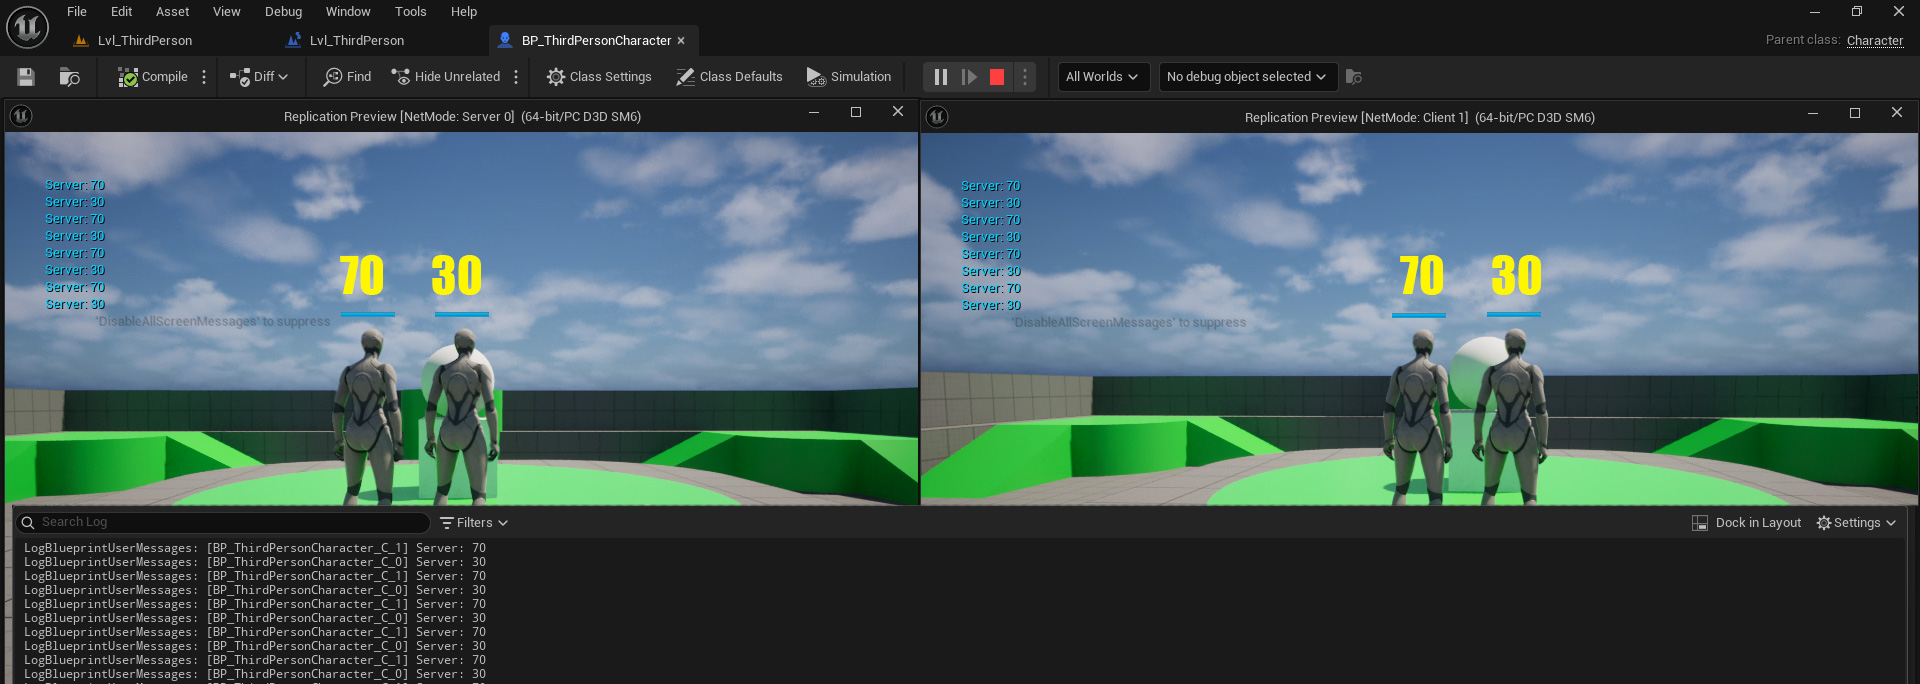 File Edit Asset View Debug Window Tools Help
Lvl_ThirdPerson Lvl_ThirdPerson BP_ThirdPersonCharacter × Parent class: Character
Compile Diff Find Hide Unrelated Class Settings Class Defaults Simulation All Worlds No debug object selected
Replication Preview [NetMode: Server 0] (64-bit/PC D3D SM6)
Server: 70
Server: 30
Server: 70
Server: 30
Server: 70
Server: 30
Server: 70
Server: 30
'DisableAllScreenMessages' to suppress
70 30
Replication Preview [NetMode: Client 1] (64-bit/PC D3D SM6)
Server: 70
Server: 30
Server: 70
Server: 30
Server: 70
Server: 30
Server: 70
Server: 30
'DisableAllScreenMessages' to suppress
70 30
Search Log Filters Dock in Layout Settings
LogBlueprintUserMessages: [BP_ThirdPersonCharacter_C_1] Server: 70
LogBlueprintUserMessages: [BP_ThirdPersonCharacter_C_0] Server: 30
LogBlueprintUserMessages: [BP_ThirdPersonCharacter_C_1] Server: 70
LogBlueprintUserMessages: [BP_ThirdPersonCharacter_C_0] Server: 30
LogBlueprintUserMessages: [BP_ThirdPersonCharacter_C_1] Server: 70
LogBlueprintUserMessages: [BP_ThirdPersonCharacter_C_0] Server: 30
LogBlueprintUserMessages: [BP_ThirdPersonCharacter_C_1] Server: 70
LogBlueprintUserMessages: [BP_ThirdPersonCharacter_C_0] Server: 30
LogBlueprintUserMessages: [BP_ThirdPersonCharacter_C_1] Server: 70
LogBlueprintUserMessages: [BP_ThirdPersonCharacter_C_0] Server: 30